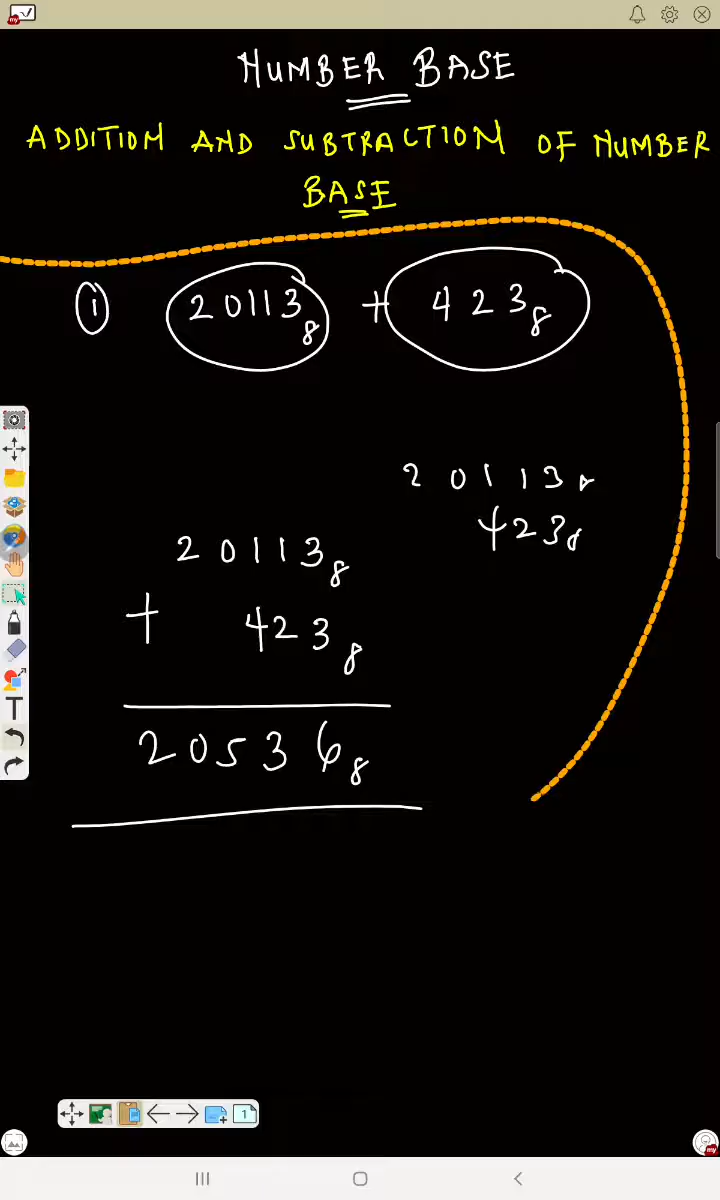 NUMBER BASE
ADDITION AND SUBTRACTION OF NUMBER
BASE
i 20113₈ + 423₈
20113₈
423₈
20113₈
+ 423₈
20536₈
T
1